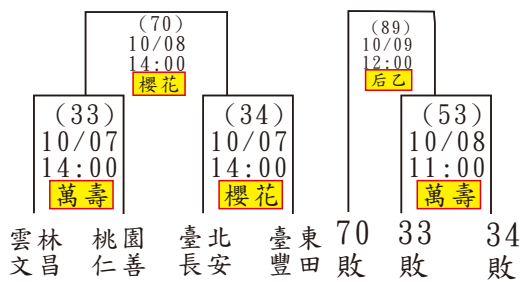 (70)
10/08
14:00
櫻花
(89)
10/09
12:00
后乙
(33)
10/07
14:00
萬壽
(34)
10/07
14:00
櫻花
(53)
10/08
11:00
萬壽
雲林 桃園 臺北 臺東 70 33 34
文昌 仁善 長安 豐田 敗 敗 敗